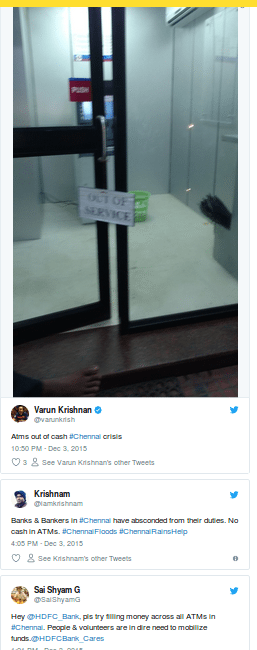 PUSH
OUT OF
SERVICE
Varun Krishnan
@varunkrish
Atms out of cash #Chennai crisis
10:50 PM - Dec 3, 2015
3 See Varun Krishnan's other Tweets
Krishnam
@iamkrishnam
Banks & Bankers in #Chennai have absconded from their duties. No
cash in ATMs. #ChennaiFloods #ChennaiRainsHelp
4:05 PM - Dec 3, 2015
See Krishnam's other Tweets
Sai Shyam G
@SaiShyamG
Hey @HDFC_Bank, pls try filling money across all ATMs in
#Chennai. People & volunteers are in dire need to mobilize
funds.@HDFCBank_Cares